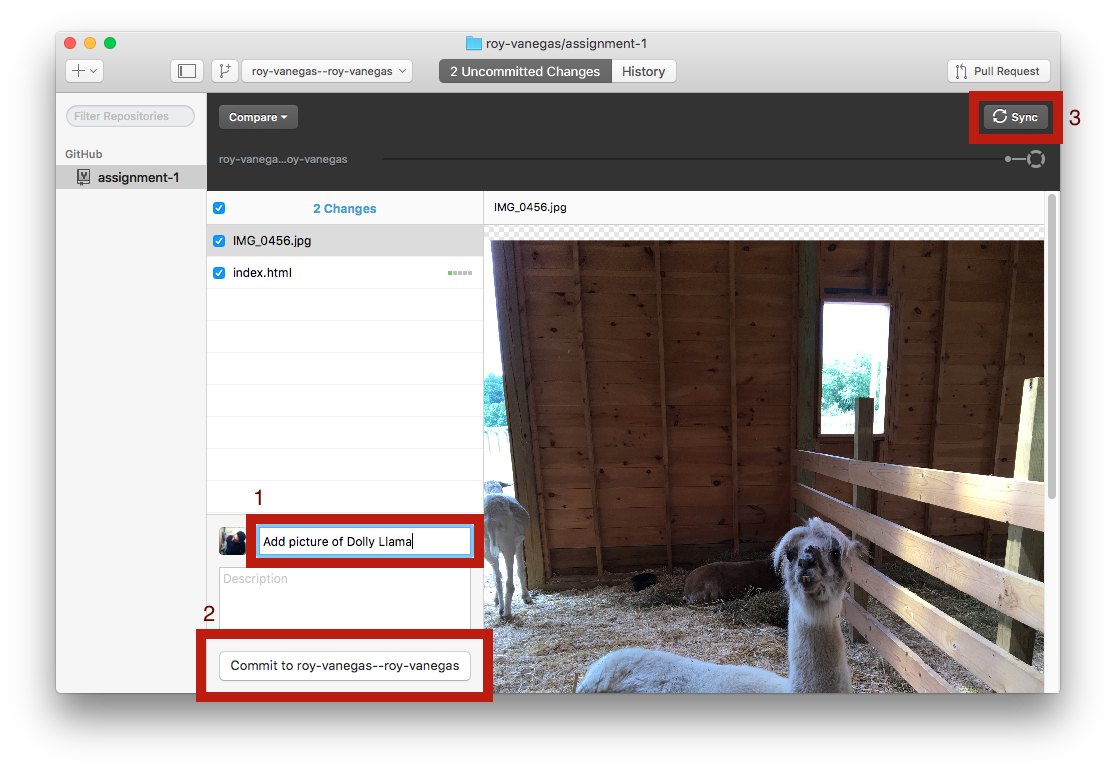 roy-vanegas/assignment-1
roy-vanegas--roy-vanegas
2 Uncommitted Changes
History
Pull Request
Filter Repositories
Compare
Sync
3
GitHub
roy-vanega...oy-vanegas
assignment-1
2 Changes
IMG_0456.jpg
IMG_0456.jpg
index.html
1
Add picture of Dolly Llama
Description
2
Commit to roy-vanegas--roy-vanegas